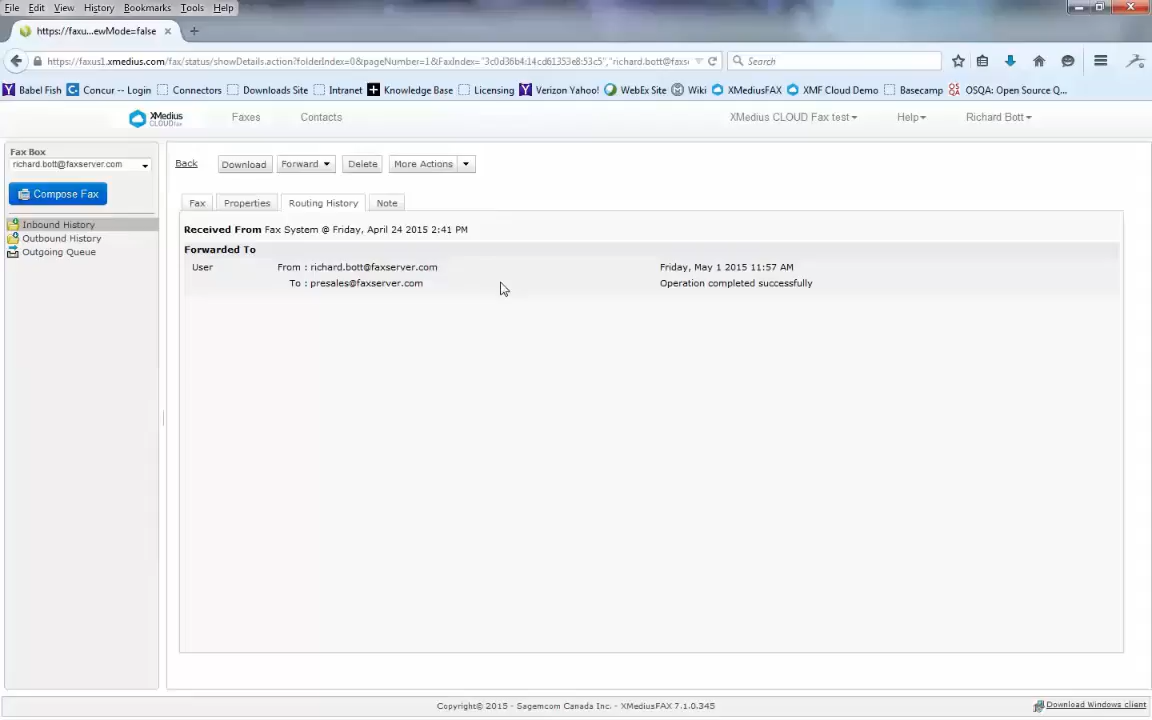 File Edit View History Bookmarks Tools Help
https://faxu...ewMode=false × +
https://faxus1.xmedius.com/fax/status/showDetails.action?folderIndex=0&pageNumber=1&FaxIndex="3c0d36b4:14cd61353e8:53c5","richard.bott@faxse
Search
Babel Fish Concur -- Login Connectors Downloads Site Intranet Knowledge Base Licensing Verizon Yahoo! WebEx Site Wiki XMediusFAX XMF Cloud Demo Basecamp OSQA: Open Source Q...
XMedius CLOUD Faxes Contacts XMedius CLOUD Fax test Help Richard Bott
Fax Box
richard.bott@faxserver.com
Compose Fax
Inbound History
Outbound History
Outgoing Queue
Back Download Forward Delete More Actions
Fax Properties Routing History Note
Received From Fax System @ Friday, April 24 2015 2:41 PM
Forwarded To
User From : richard.bott@faxserver.com Friday, May 1 2015 11:57 AM
To : presales@faxserver.com Operation completed successfully
Copyright© 2015 - Sagemcom Canada Inc. - XMediusFAX 7.1.0.345
Download Windows client